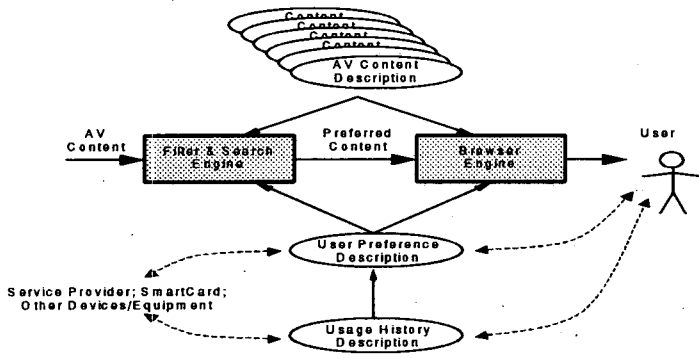 Content
Content
Content
Content
AV Content
Description
AV
Content
Filter & Search
Engine
Preferred
Content
Browser
Engine
User
User Preference
Description
Service Provider; SmartCard;
Other Devices/Equipment
Usage History
Description